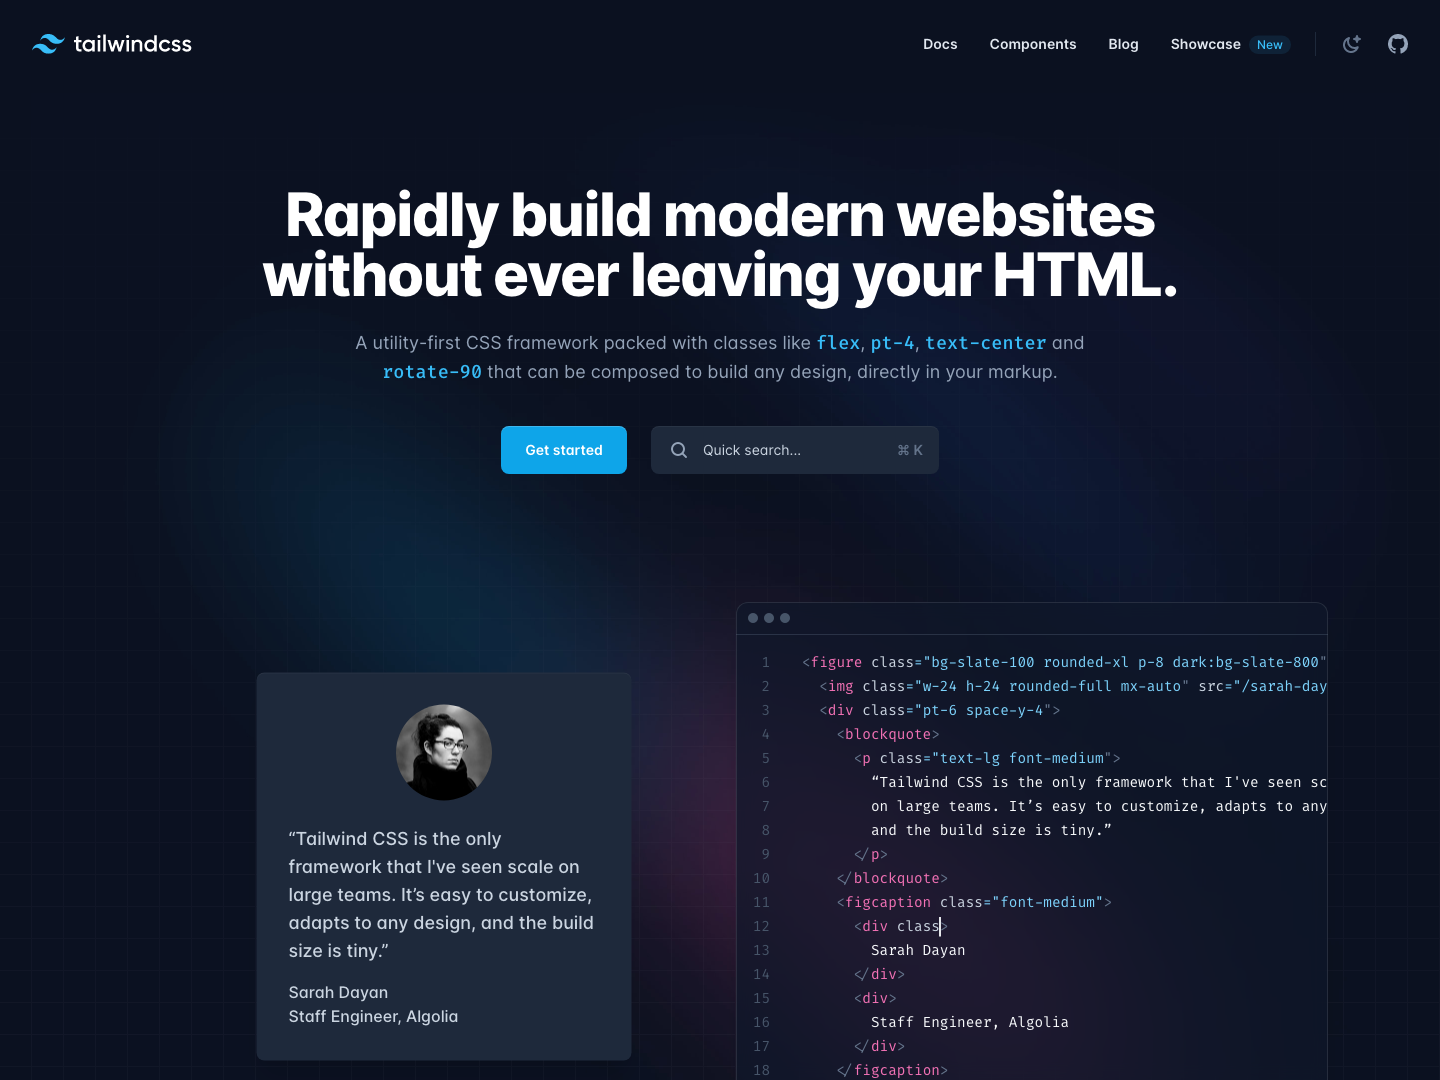 tailwindcss
Docs Components Blog Showcase New
Rapidly build modern websites
without ever leaving your HTML.
A utility-first CSS framework packed with classes like flex, pt-4, text-center and
rotate-90 that can be composed to build any design, directly in your markup.
Get started
Quick search... ⌘ K
“Tailwind CSS is the only
framework that I've seen scale on
large teams. It’s easy to customize,
adapts to any design, and the build
size is tiny.”
Sarah Dayan
Staff Engineer, Algolia
1 <figure class="bg-slate-100 rounded-xl p-8 dark:bg-slate-800"
2 <img class="w-24 h-24 rounded-full mx-auto" src="/sarah-day
3 <div class="pt-6 space-y-4">
4 <blockquote>
5 <p class="text-lg font-medium">
6 “Tailwind CSS is the only framework that I've seen sc
7 on large teams. It’s easy to customize, adapts to any
8 and the build size is tiny.”
9 </p>
10 </blockquote>
11 <figcaption class="font-medium">
12 <div class>
13 Sarah Dayan
14 </div>
15 <div>
16 Staff Engineer, Algolia
17 </div>
18 </figcaption>